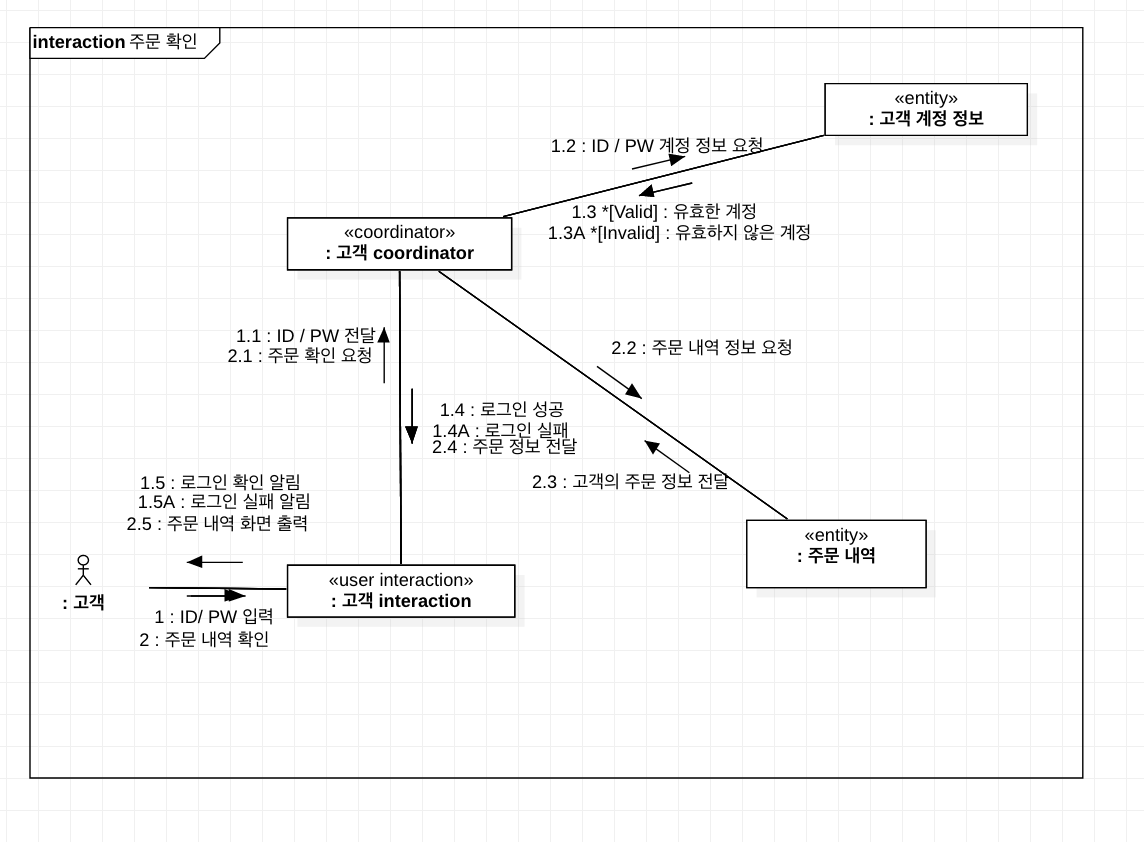 interaction 주문 확인
«entity»
: 고객 계정 정보
1.2 : ID / PW 계정 정보 요청
1.3 *[Valid] : 유효한 계정
1.3A *[Invalid] : 유효하지 않은 계정
«coordinator»
: 고객 coordinator
1.1 : ID / PW 전달
2.1 : 주문 확인 요청
2.2 : 주문 내역 정보 요청
1.4 : 로그인 성공
1.4A : 로그인 실패
2.4 : 주문 정보 전달
2.3 : 고객의 주문 정보 전달
1.5 : 로그인 확인 알림
1.5A : 로그인 실패 알림
2.5 : 주문 내역 화면 출력
«entity»
: 주문 내역
: 고객
«user interaction»
: 고객 interaction
1 : ID/ PW 입력
2 : 주문 내역 확인